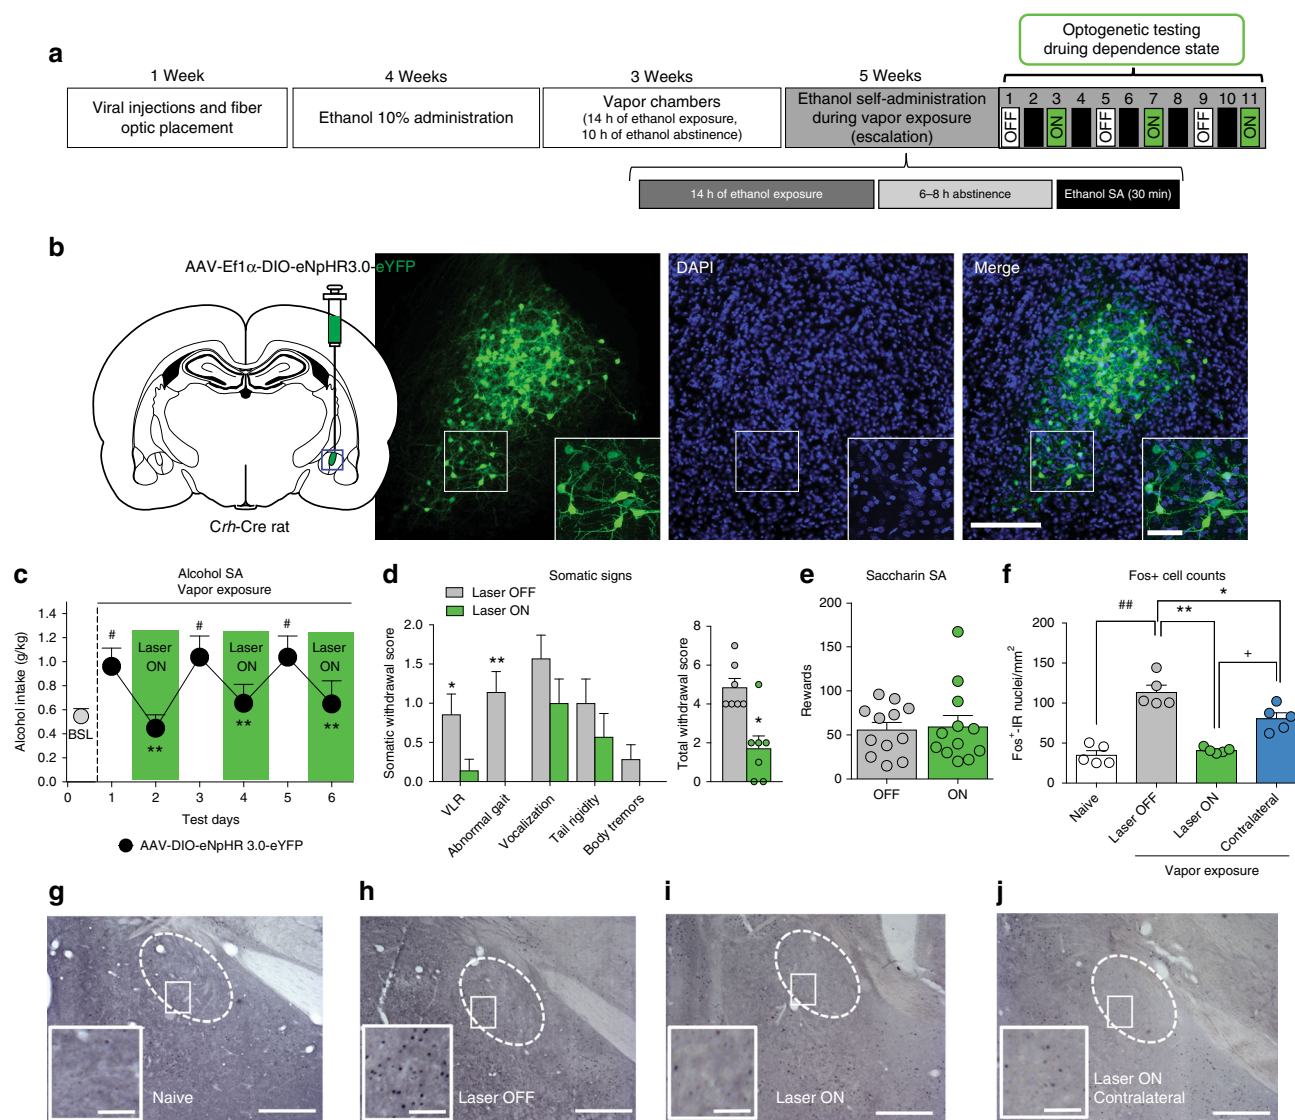 a
Optogenetic testing
druing dependence state
1 Week
4 Weeks
3 Weeks
5 Weeks
Viral injections and fiber
optic placement
Ethanol 10% administration
Vapor chambers
(14 h of ethanol exposure,
10 h of ethanol abstinence)
Ethanol self-administration
during vapor exposure
(escalation)
1 2 3 4 5 6 7 8 9 10 11
OFF ON OFF ON OFF ON
14 h of ethanol exposure
6–8 h abstinence
Ethanol SA (30 min)
b
AAV-Ef1α-DIO-eNpHR3.0-eYFP
DAPI
Merge
Crh-Cre rat
c
Alcohol SA
Vapor exposure
Alcohol intake (g/kg)
1.4
1.2
1.0
0.8
0.6
0.4
0.2
0.0
BSL
# # #
Laser
ON
Laser
ON
Laser
ON
** ** **
0 1 2 3 4 5 6
Test days
AAV-DIO-eNpHR 3.0-eYFP
d
Somatic signs
Laser OFF
Laser ON
Somatic withdrawal score
2.0
1.5
1.0
0.5
0.0
*
**
VLR
Abnormal gait
Vocalization
Tail rigidity
Body tremors
Total withdrawal score
8
6
4
2
0
*
e
Saccharin SA
Rewards
200
150
100
50
0
OFF
ON
f
Fos+ cell counts
Fos+-IR nuclei/mm2
200
150
100
50
0
##
*
**
+
Naive
Laser OFF
Laser ON
Contralateral
Vapor exposure
g
Naive
h
Laser OFF
i
Laser ON
j
Laser ON
Contralateral